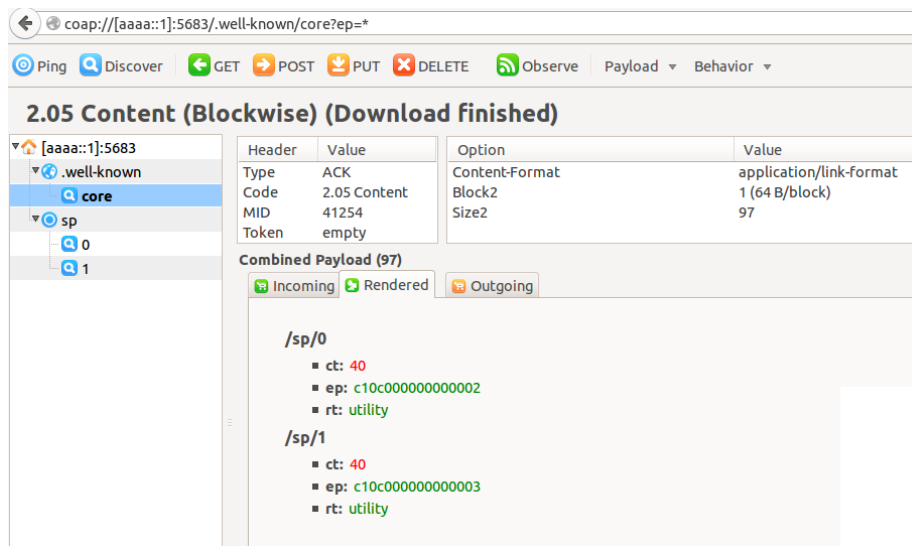 coap://[aaaa::1]:5683/.well-known/core?ep=*
Ping Discover GET POST PUT DELETE Observe Payload Behavior
2.05 Content (Blockwise) (Download finished)
[aaaa::1]:5683
.well-known
core
sp
0
1
Header Value
Type ACK
Code 2.05 Content
MID 41254
Token empty
Option Value
Content-Format application/link-format
Block2 1 (64 B/block)
Size2 97
Combined Payload (97)
Incoming Rendered Outgoing
/sp/0
ct: 40
ep: c10c000000000002
rt: utility
/sp/1
ct: 40
ep: c10c000000000003
rt: utility